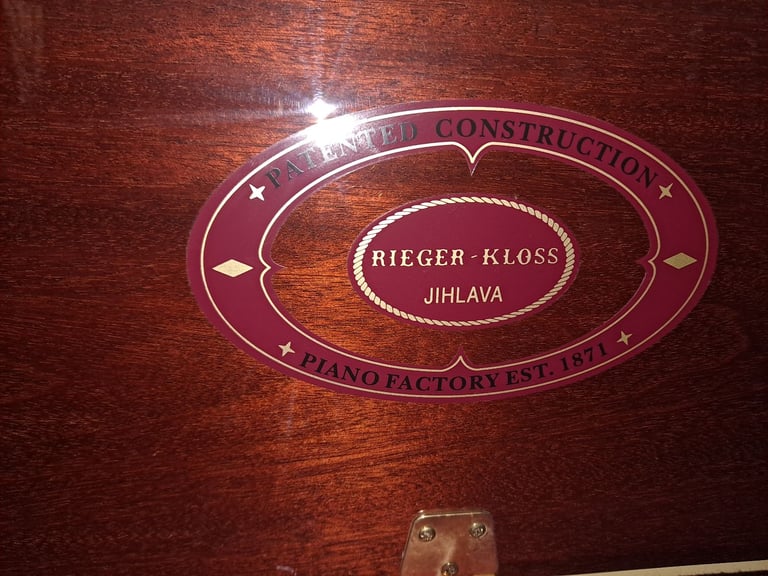 PATENTED CONSTRUCTION
RIEGER-KLOSS
JIHLAVA
PIANO FACTORY EST. 1871